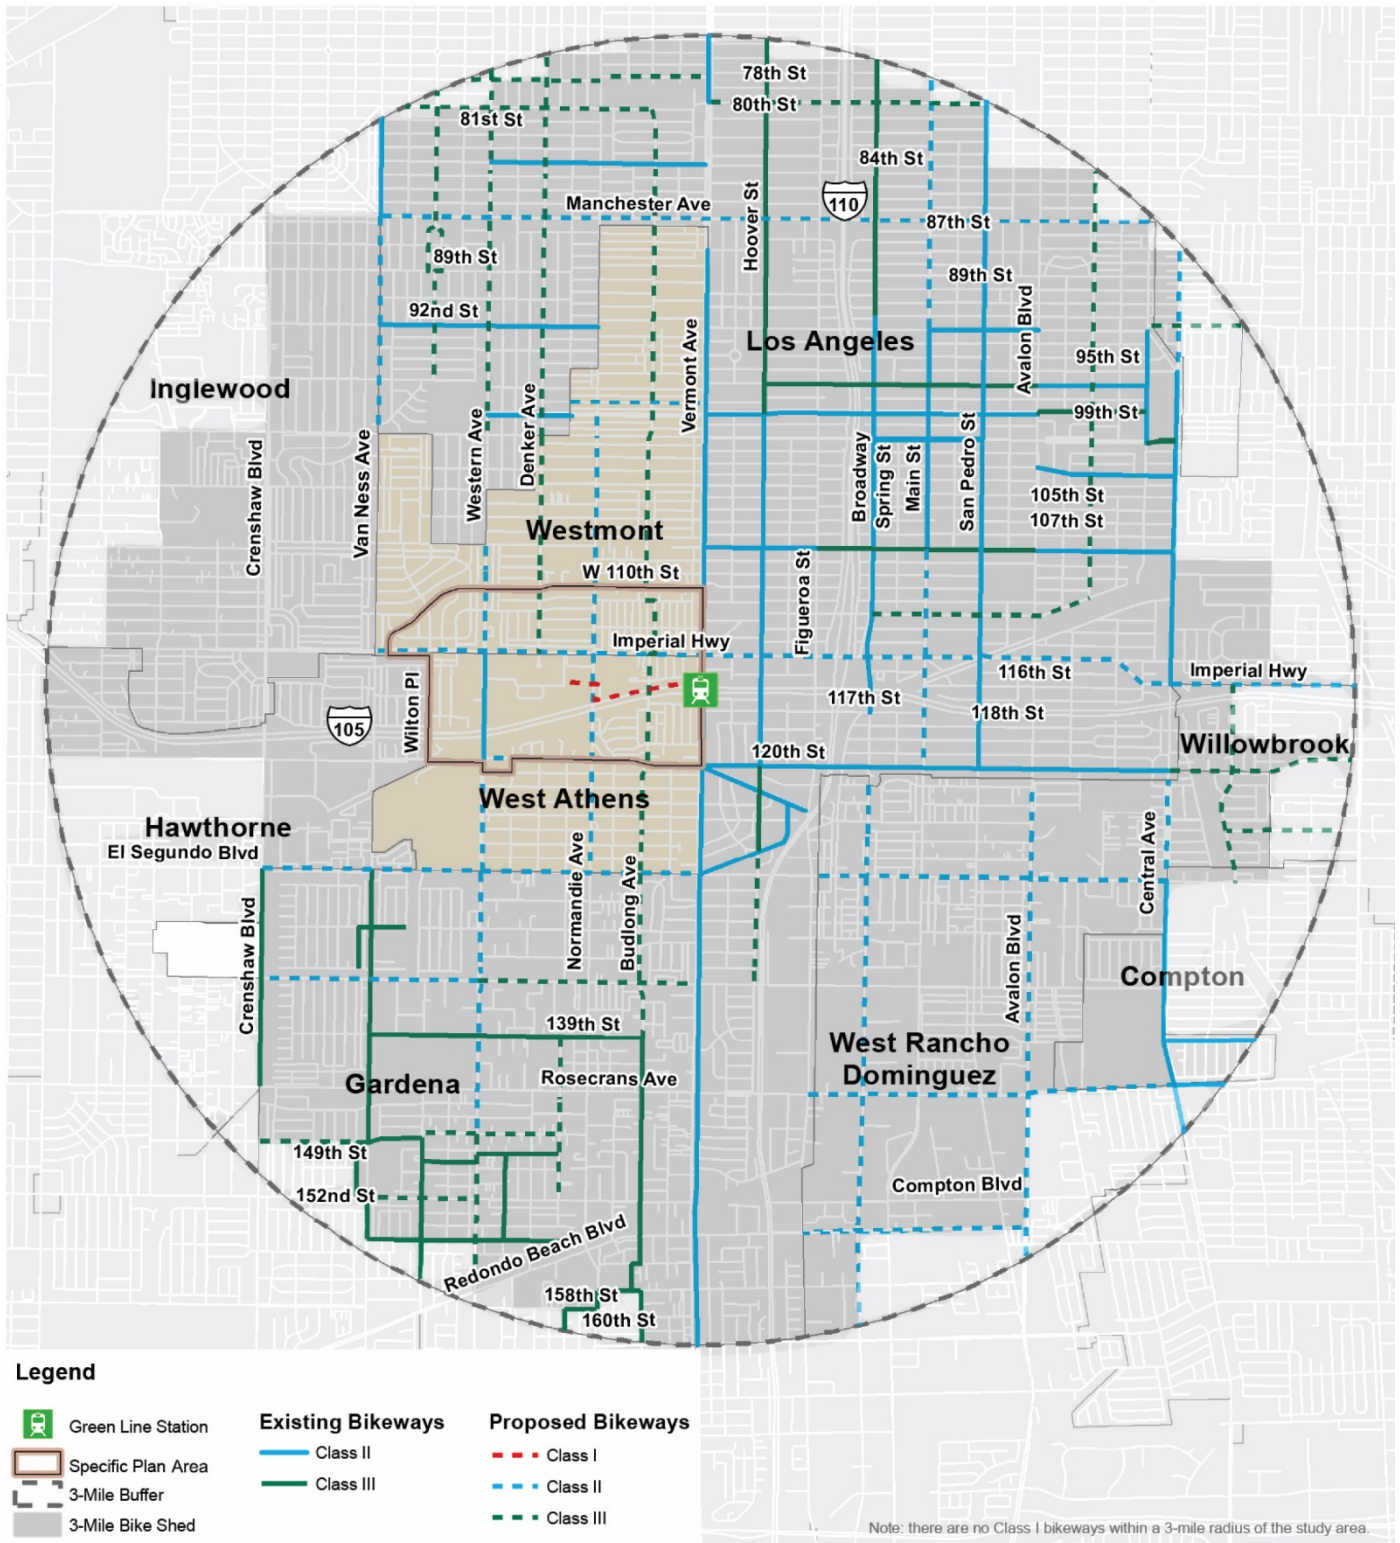 78th St
80th St
81st St
84th St
Manchester Ave
110
Hoover St
87th St
89th St
89th St
92nd St
Avalon Blvd
Vermont Ave
Los Angeles
95th St
Inglewood
99th St
Denker Ave
Western Ave
Van Ness Ave
Crenshaw Blvd
Broadway
Spring St
Main St
San Pedro St
105th St
107th St
Westmont
W 110th St
Figueroa St
Imperial Hwy
116th St
Imperial Hwy
117th St
118th St
Wilton Pl
105
120th St
Willowbrook
West Athens
Hawthorne
El Segundo Blvd
Normandie Ave
Budlong Ave
Central Ave
Crenshaw Blvd
Avalon Blvd
Compton
139th St
West Rancho
Dominguez
Gardena
Rosecrans Ave
149th St
152nd St
Compton Blvd
Redondo Beach Blvd
158th St
160th St
Legend
Green Line Station
Specific Plan Area
3-Mile Buffer
3-Mile Bike Shed
Existing Bikeways
Class II
Class III
Proposed Bikeways
Class I
Class II
Class III
Note: there are no Class I bikeways within a 3-mile radius of the study area.